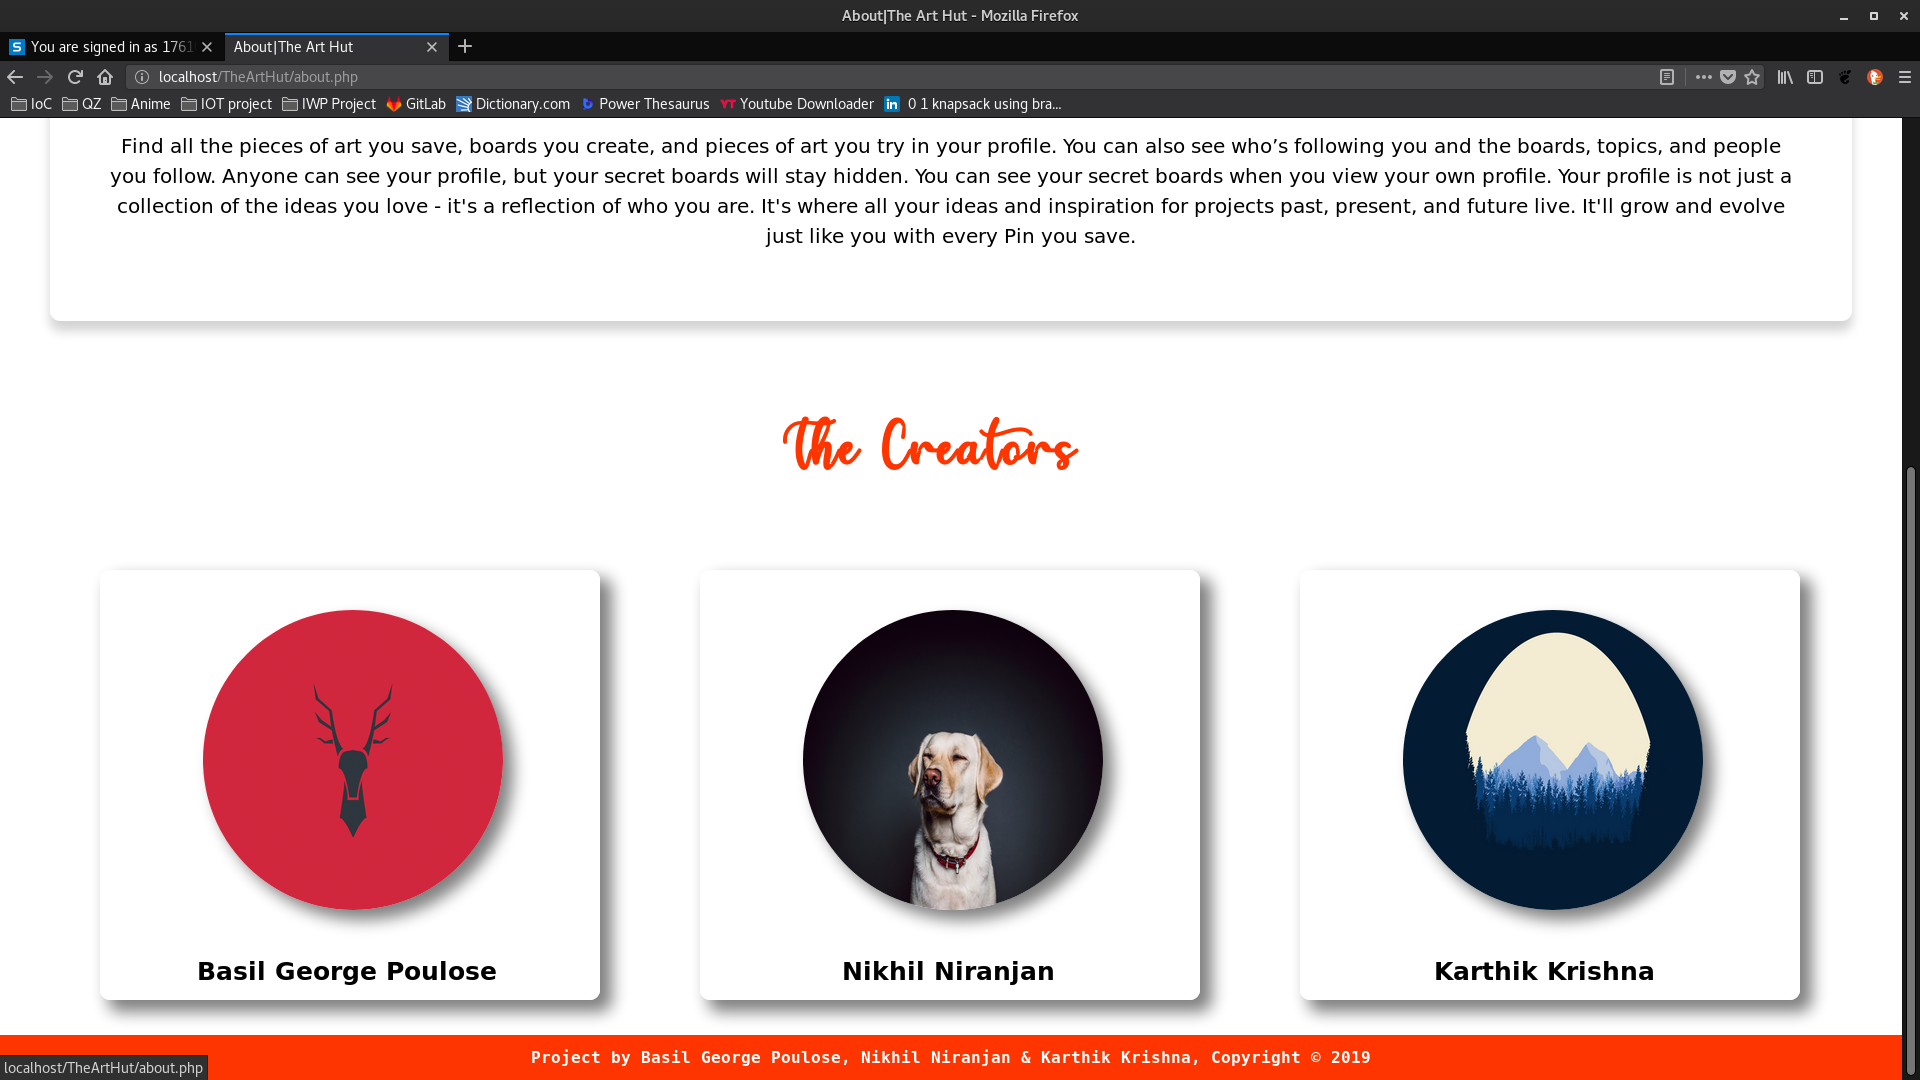 About|The Art Hut - Mozilla Firefox
You are signed in as 1761
About|The Art Hut
localhost/TheArtHut/about.php
IoC QZ Anime IOT project IWP Project GitLab Dictionary.com Power Thesaurus YT Youtube Downloader in 0 1 knapsack using bra...
Find all the pieces of art you save, boards you create, and pieces of art you try in your profile. You can also see who’s following you and the boards, topics, and people
you follow. Anyone can see your profile, but your secret boards will stay hidden. You can see your secret boards when you view your own profile. Your profile is not just a
collection of the ideas you love - it's a reflection of who you are. It's where all your ideas and inspiration for projects past, present, and future live. It'll grow and evolve
just like you with every Pin you save.
The Creators
Basil George Poulose
Nikhil Niranjan
Karthik Krishna
Project by Basil George Poulose, Nikhil Niranjan & Karthik Krishna, Copyright © 2019
localhost/TheArtHut/about.php